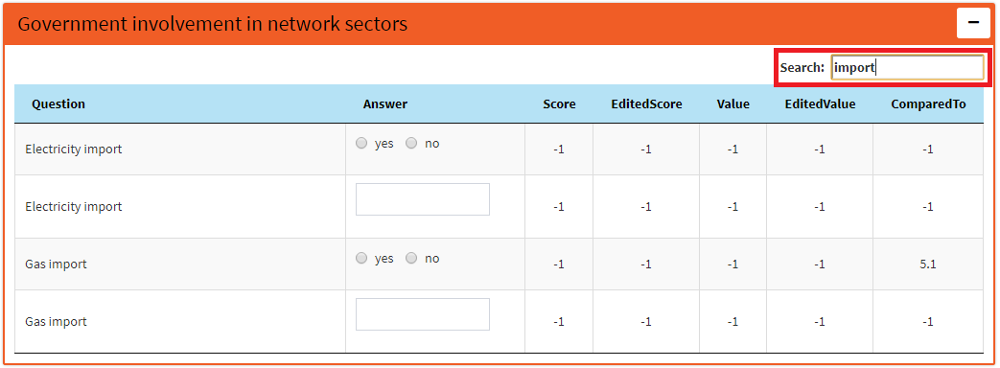 Government involvement in network sectors
Search: import
Question Answer Score EditedScore Value EditedValue ComparedTo
Electricity import yes no -1 -1 -1 -1 -1
Electricity import -1 -1 -1 -1 -1
Gas import yes no -1 -1 -1 -1 5.1
Gas import -1 -1 -1 -1 -1